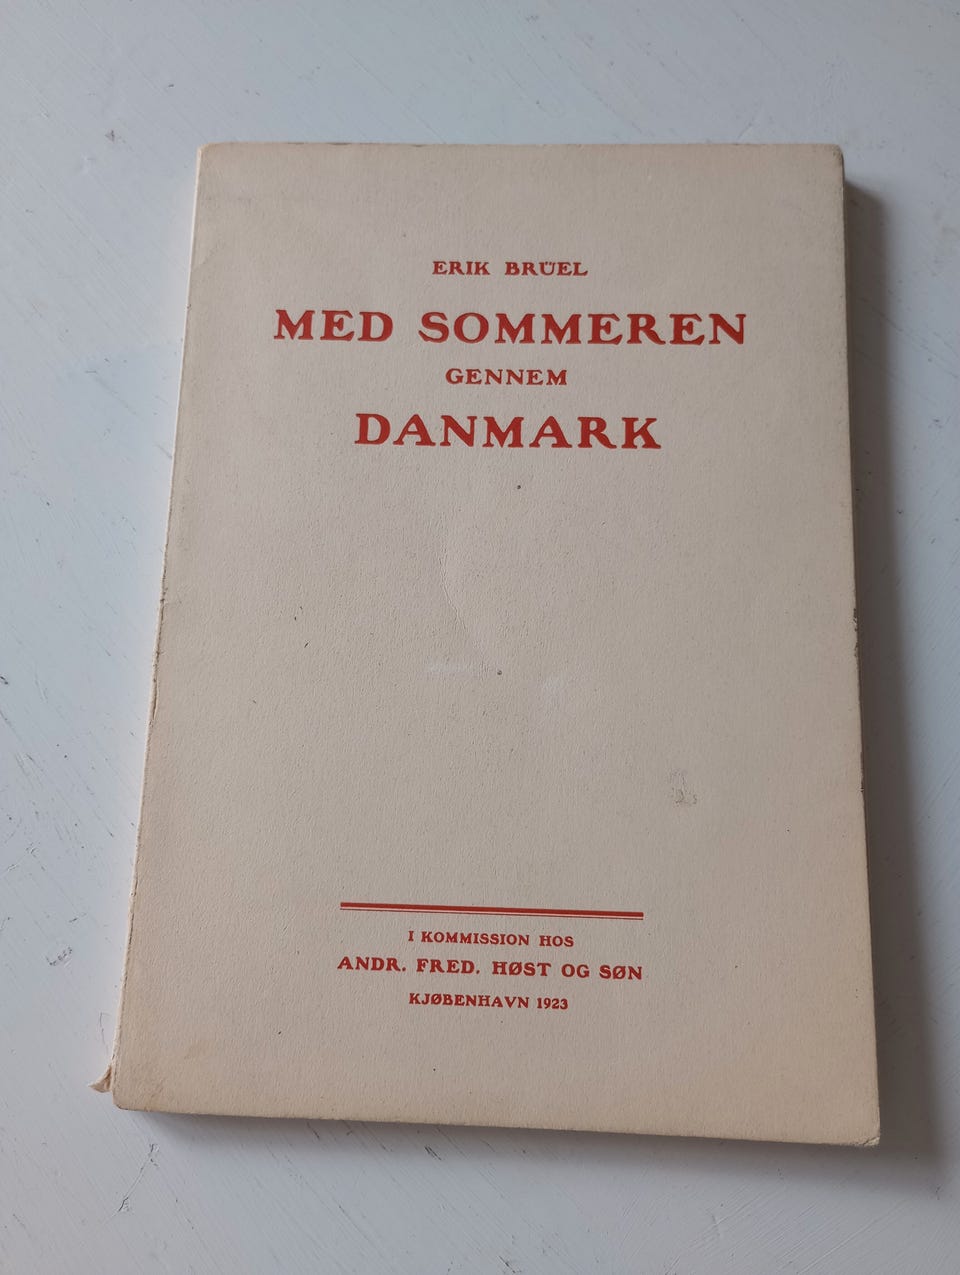 ERIK BRÜEL
MED SOMMEREN
GENNEM
DANMARK
I KOMMISSION HOS
ANDR. FRED. HØST OG SØN
KJØBENHAVN 1923